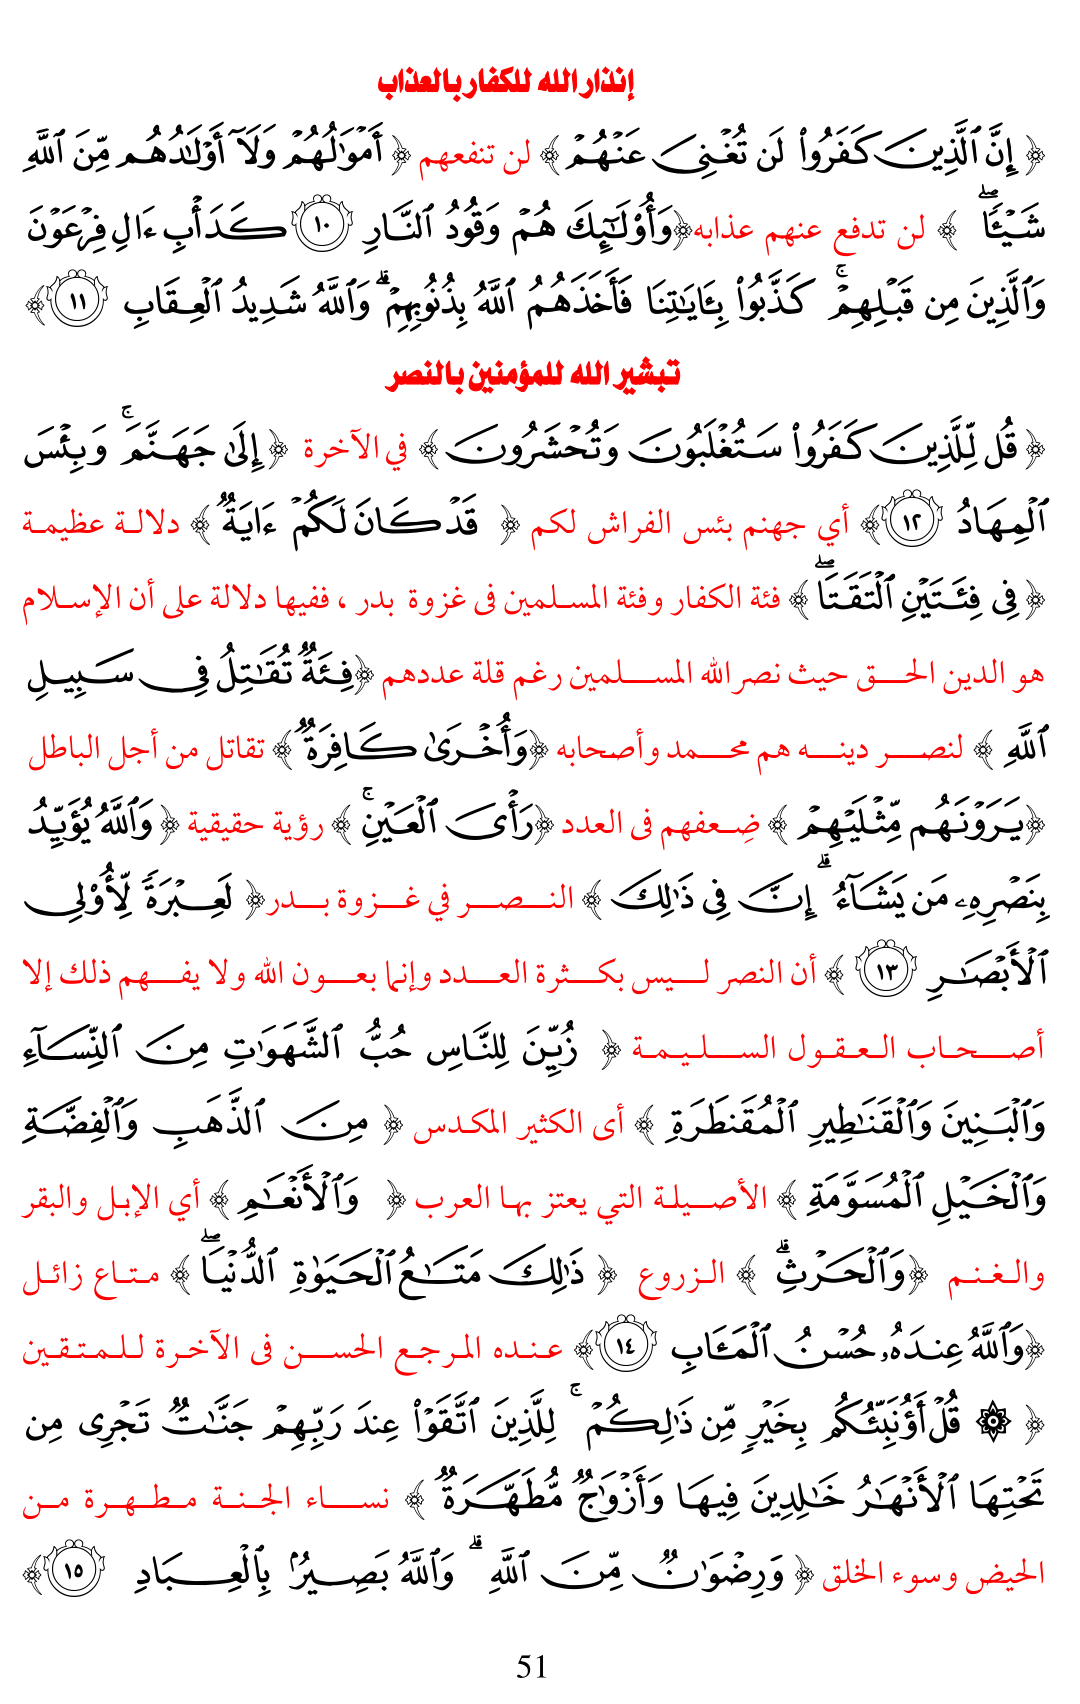 إنذار الله للكفار بالعذاب
﴿ إِنَّ ٱلَّذِينَ كَفَرُوا۟ لَن تُغْنِىَ عَنْهُمْ ﴾ لن تنفعهم ﴿ أَمْوَٰلُهُمْ وَلَآ أَوْلَـٰدُهُم مِّنَ ٱللَّهِ
شَيْـًٔا ۖ ﴾ لن تدفع عنهم عذابه ﴿وَأُو۟لَـٰٓئِكَ هُمْ وَقُودُ ٱلنَّارِ ١٠ كَدَأْبِ ءَالِ فِرْعَوْنَ
وَٱلَّذِينَ مِن قَبْلِهِمْ ۚ كَذَّبُوا۟ بِـَٔايَـٰتِنَا فَأَخَذَهُمُ ٱللَّهُ بِذُنُوبِهِمْ ۗ وَٱللَّهُ شَدِيدُ ٱلْعِقَابِ ١١ ﴾
تبشير الله للمؤمنين بالنصر
﴿ قُل لِّلَّذِينَ كَفَرُوا۟ سَتُغْلَبُونَ وَتُحْشَرُونَ ﴾ في الآخرة ﴿ إِلَىٰ جَهَنَّمَ ۚ وَبِئْسَ
ٱلْمِهَادُ ١٢ ﴾ أي جهنم بئس الفراش لكم ﴿ قَدْ كَانَ لَكُمْ ءَايَةٌ ﴾ دلالة عظيمة
﴿ فِى فِئَتَيْنِ ٱلْتَقَتَا ۖ ﴾ فئة الكفار وفئة المسلمين فى غزوة بدر ، ففيها دلالة على أن الإسلام
هو الدين الحق حيث نصر الله المسلمين رغم قلة عددهم ﴿فِئَةٌ تُقَـٰتِلُ فِى سَبِيلِ
ٱللَّهِ ﴾ لنصر دينه هم محمد وأصحابه ﴿وَأُخْرَىٰ كَافِرَةٌ ﴾ تقاتل من أجل الباطل
﴿يَرَوْنَهُم مِّثْلَيْهِمْ ﴾ ضِعفهم فى العدد ﴿رَأْىَ ٱلْعَيْنِ ۚ ﴾ رؤية حقيقية ﴿ وَٱللَّهُ يُؤَيِّدُ
بِنَصْرِهِۦ مَن يَشَآءُ ۗ إِنَّ فِى ذَٰلِكَ ﴾ النصر في غزوة بدر ﴿ لَعِبْرَةً لِّأُو۟لِى
ٱلْأَبْصَـٰرِ ١٣ ﴾ أن النصر ليس بكثرة العدد وإنما بعون الله ولا يفهم ذلك إلا
أصحاب العقول السليمة ﴿ زُيِّنَ لِلنَّاسِ حُبُّ ٱلشَّهَوَٰتِ مِنَ ٱلنِّسَآءِ
وَٱلْبَنِينَ وَٱلْقَنَـٰطِيرِ ٱلْمُقَنطَرَةِ ﴾ أى الكثير المكدس ﴿ مِنَ ٱلذَّهَبِ وَٱلْفِضَّةِ
وَٱلْخَيْلِ ٱلْمُسَوَّمَةِ ﴾ الأصيلة التي يعتز بها العرب ﴿ وَٱلْأَنْعَـٰمِ ﴾ أي الإبل والبقر
والغنم ﴿وَٱلْحَرْثِ ۗ ﴾ الزروع ﴿ ذَٰلِكَ مَتَـٰعُ ٱلْحَيَوٰةِ ٱلدُّنْيَا ۖ ﴾ متاع زائل
﴿وَٱللَّهُ عِندَهُۥ حُسْنُ ٱلْمَـَٔابِ ١٤ ﴾ عنده المرجع الحسن فى الآخرة للمتقين
﴿ ۞ قُلْ أَؤُنَبِّئُكُم بِخَيْرٍ مِّن ذَٰلِكُمْ ۚ لِلَّذِينَ ٱتَّقَوْا۟ عِندَ رَبِّهِمْ جَنَّـٰتٌ تَجْرِى مِن
تَحْتِهَا ٱلْأَنْهَـٰرُ خَـٰلِدِينَ فِيهَا وَأَزْوَٰجٌ مُّطَهَّرَةٌ ﴾ نساء الجنة مطهرة من
الحيض وسوء الخلق ﴿ وَرِضْوَٰنٌ مِّنَ ٱللَّهِ ۗ وَٱللَّهُ بَصِيرٌۢ بِٱلْعِبَادِ ١٥ ﴾
51